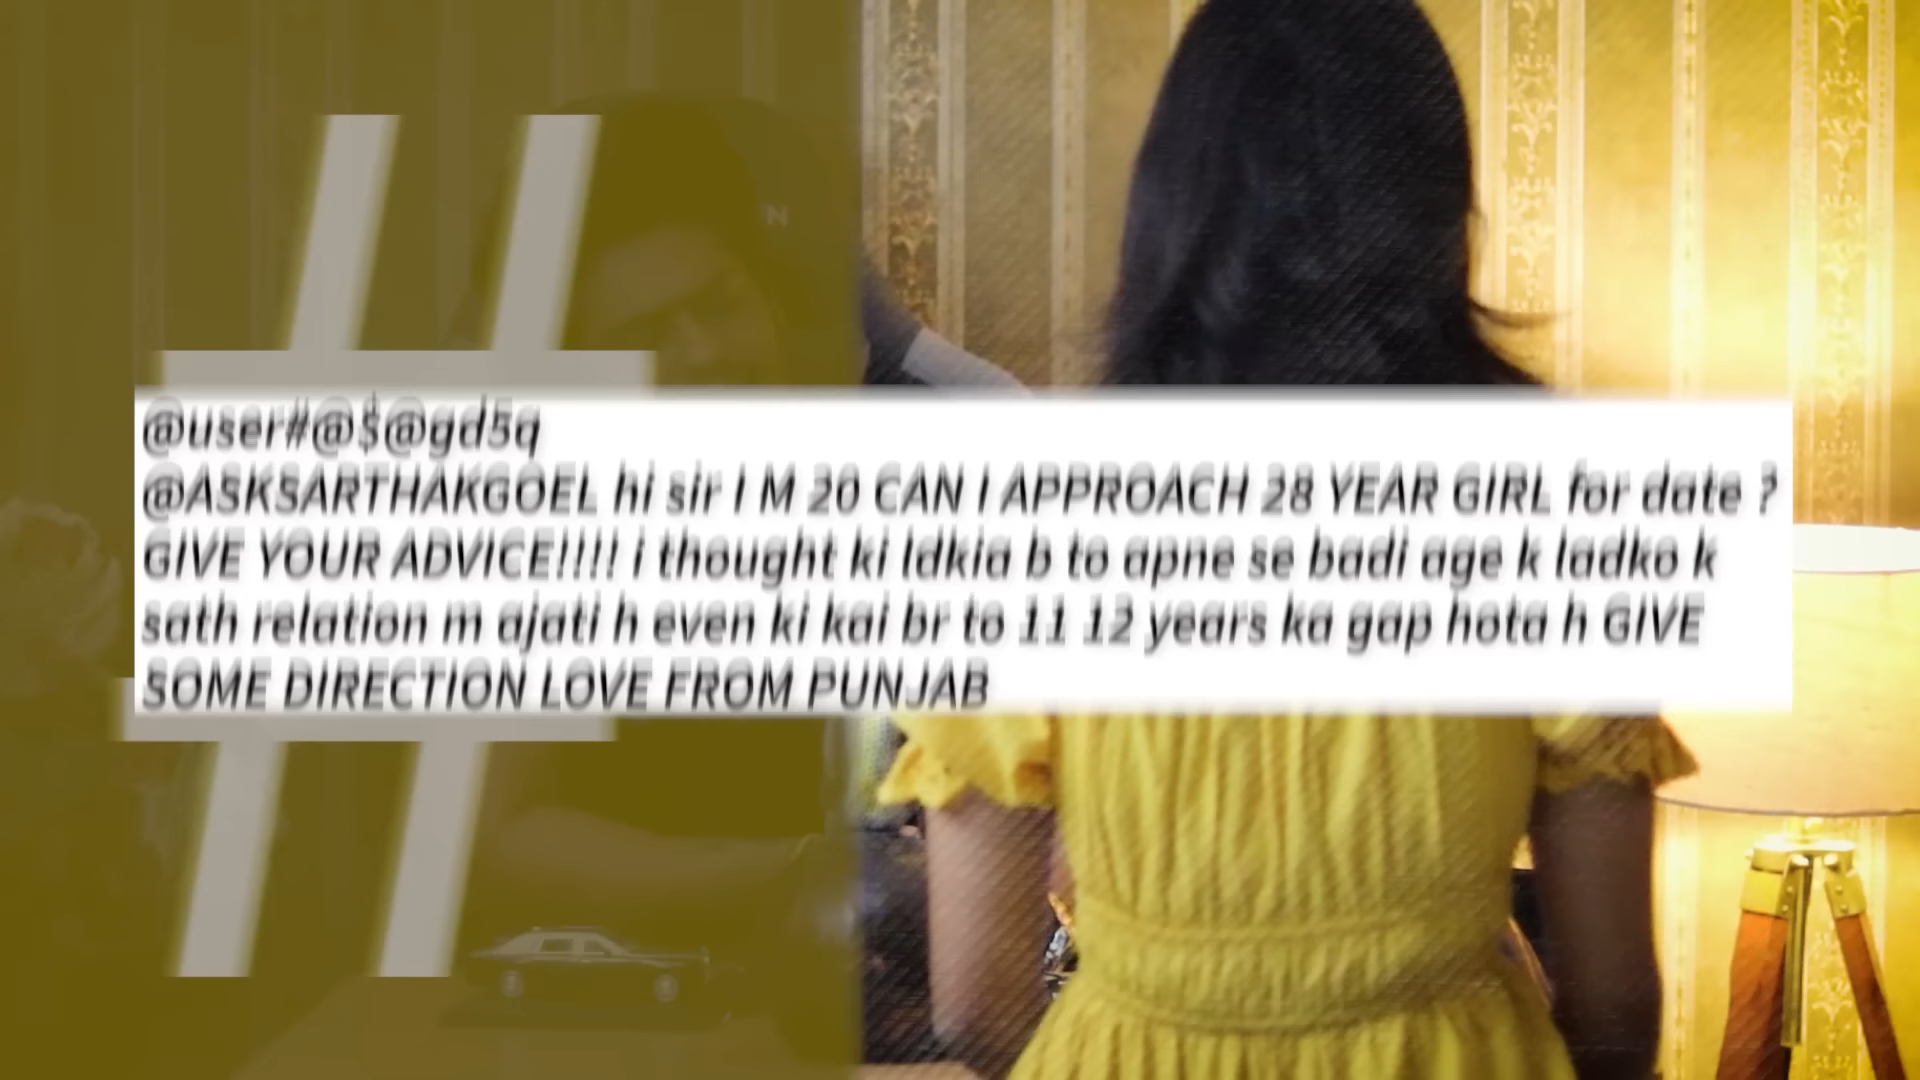 #
N
@user#@$@gd5q
@ASKSARTHAKGOEL hi sir I M 20 CAN I APPROACH 28 YEAR GIRL for date ?
GIVE YOUR ADVICE!!!! i thought ki ldkia b to apne se badi age k ladko k
sath relation m ajati h even ki kai br to 11 12 years ka gap hota h GIVE
SOME DIRECTION LOVE FROM PUNJAB